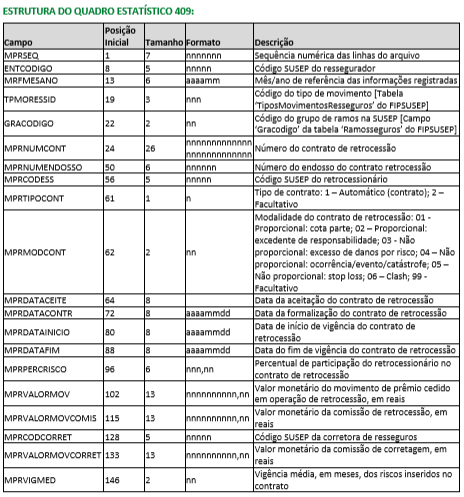 ESTRUTURA DO QUADRO ESTATÍSTICO 409:
Campo Posição Inicial Tamanho Formato Descrição
MPRSEQ 1 7 nnnnnnn Sequência numérica das linhas do arquivo
ENTCODIGO 8 5 nnnnn Código SUSEP do ressegurador
MRFMESANO 13 6 aaaamm Mês/ano de referência das informações registradas
TPMORESSID 19 3 nnn Código do tipo de movimento [Tabela
'TiposMovimentosResseguros' do FIPSUSEP]
GRACODIGO 22 2 nn Código do grupo de ramos na SUSEP [Campo
'Gracodigo' da tabela 'Ramosseguros' do FIPSUSEP]
MPRNUMCONT 24 26 nnnnnnnnnnnnn
nnnnnnnnnnnnn Número do contrato de retrocessão
MPRNUMENDOSSO 50 6 nnnnnn Número do endosso do contrato retrocessão
MPRCODESS 56 5 nnnnn Código SUSEP do retrocessionário
MPRTIPOCONT 61 1 n Tipo de contrato: 1 – Automático (contrato); 2 –
Facultativo
MPRMODCONT 62 2 nn Modalidade do contrato de retrocessão: 01 -
Proporcional: cota parte; 02 – Proporcional:
excedente de responsabilidade; 03 - Não
proporcional: excesso de danos por risco; 04 – Não
proporcional: ocorrência/evento/catástrofe; 05 –
Não proporcional: stop loss; 06 – Clash; 99 -
Facultativo
MPRDATACEITE 64 8 Data da aceitação do contrato de retrocessão
MPRDATACONTR 72 8 aaaammdd Data da formalização do contrato de retrocessão
MPRDATAINICIO 80 8 aaaammdd Data de início de vigência do contrato de
retrocessão
MPRDATAFIM 88 8 aaaammdd Data do fim de vigência do contrato de retrocessão
MPRPERCRISCO 96 6 nnn,nn Percentual de participação do retrocessionário no
contrato de retrocessão
MPRVALORMOV 102 13 nnnnnnnnnn,nn Valor monetário do movimento de prêmio cedido
em operação de retrocessão, em reais
MPRVALORMOVCOMIS 115 13 nnnnnnnnnn,nn Valor monetário da comissão de retrocessão, em
reais
MPRCODCORRET 128 5 nnnnn Código SUSEP da corretora de resseguros
MPRVALORMOVCORRET 133 13 nnnnnnnnnn,nn Valor monetário da comissão de corretagem, em
reais
MPRVIGMED 146 2 nn Vigência média, em meses, dos riscos inseridos no
contrato